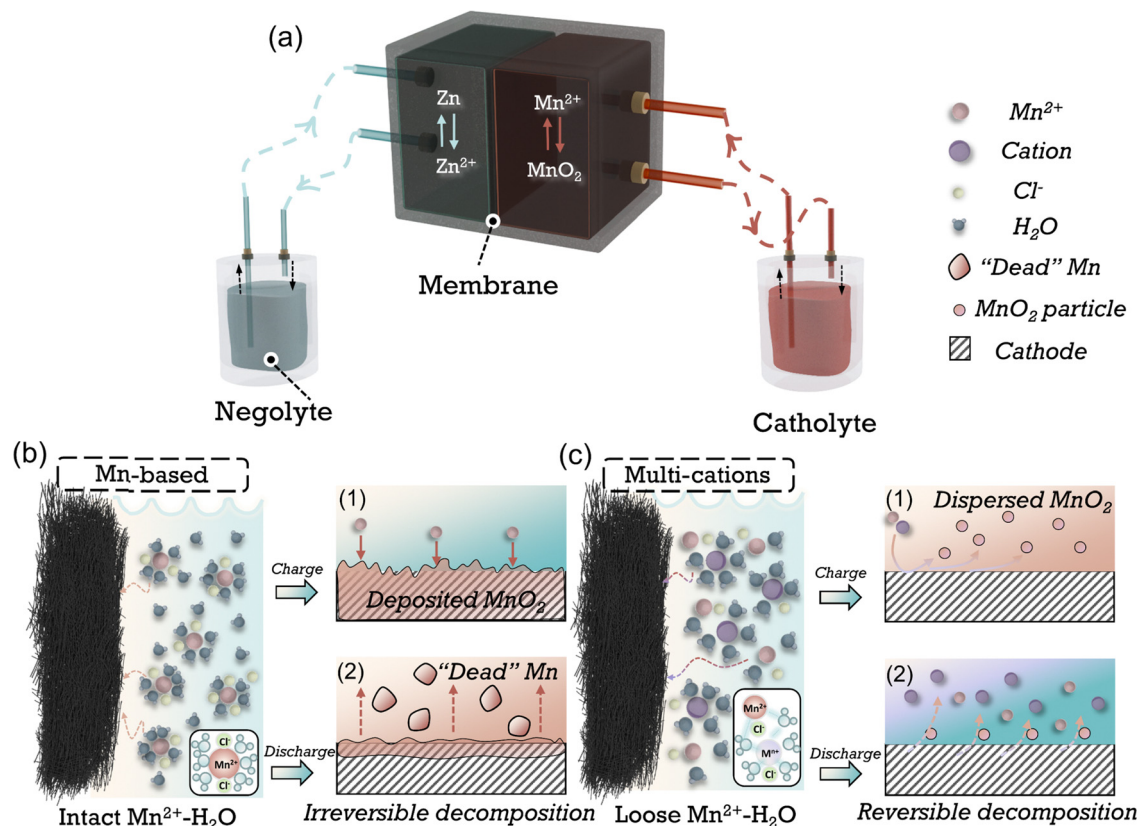 (a)
Zn
Zn²⁺
Mn²⁺
MnO₂
Membrane
Negolyte
Catholyte
Mn²⁺
Cation
Cl⁻
H₂O
"Dead" Mn
MnO₂ particle
Cathode
(b)
Mn-based
Cl⁻
Mn²⁺
Cl⁻
Intact Mn²⁺-H₂O
Charge
Discharge
(1)
Deposited MnO₂
(2) "Dead" Mn
Irreversible decomposition
(c)
Multi-cations
Mn²⁺
Cl⁻
Mⁿ⁺
Cl⁻
Loose Mn²⁺-H₂O
Charge
Discharge
(1) Dispersed MnO₂
(2)
Reversible decomposition